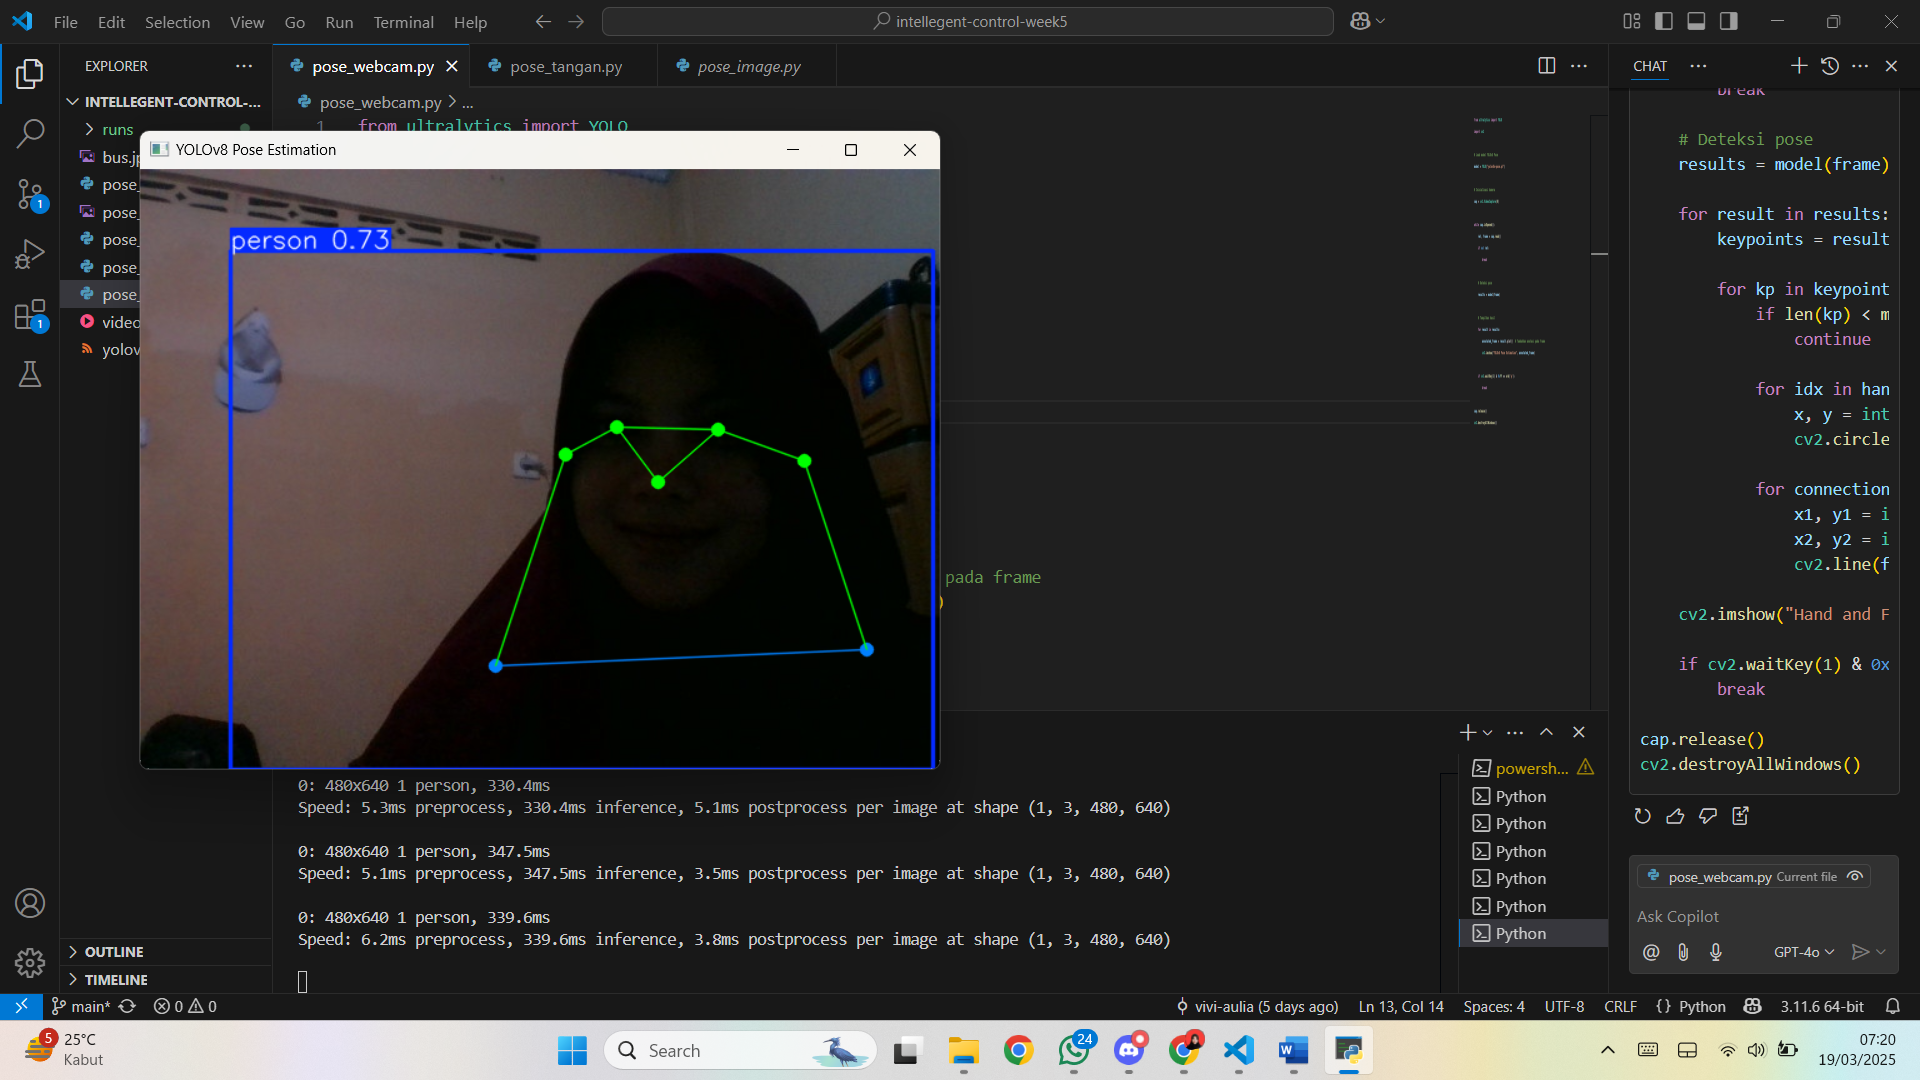 File Edit Selection View Go Run Terminal Help
intellegent-control-week5
EXPLORER
INTELLEGENT-CONTROL-...
runs
bus.jp
pose_
pose_
pose_
pose_
pose_
video
yolov
OUTLINE
TIMELINE
pose_webcam.py
pose_tangan.py
pose_image.py
pose_webcam.py > ...
1 from ultralytics import YOLO
YOLOv8 Pose Estimation
person 0.73
pada frame
)
0: 480x640 1 person, 330.4ms
Speed: 5.3ms preprocess, 330.4ms inference, 5.1ms postprocess per image at shape (1, 3, 480, 640)
0: 480x640 1 person, 347.5ms
Speed: 5.1ms preprocess, 347.5ms inference, 3.5ms postprocess per image at shape (1, 3, 480, 640)
0: 480x640 1 person, 339.6ms
Speed: 6.2ms preprocess, 339.6ms inference, 3.8ms postprocess per image at shape (1, 3, 480, 640)
powersh...
Python
Python
Python
Python
Python
Python
CHAT
break
# Deteksi pose
results = model(frame)
for result in results:
keypoints = result
for kp in keypoint
if len(kp) < m
continue
for idx in han
x, y = int
cv2.circle
for connection
x1, y1 = i
x2, y2 = i
cv2.line(f
cv2.imshow("Hand and F
if cv2.waitKey(1) & 0x
break
cap.release()
cv2.destroyAllWindows()
pose_webcam.py Current file
Ask Copilot
GPT-4o
main* 0 0
vivi-aulia (5 days ago) Ln 13, Col 14 Spaces: 4 UTF-8 CRLF {} Python 3.11.6 64-bit
1
1
5
25°C
Kabut
Search
24
07:20
19/03/2025